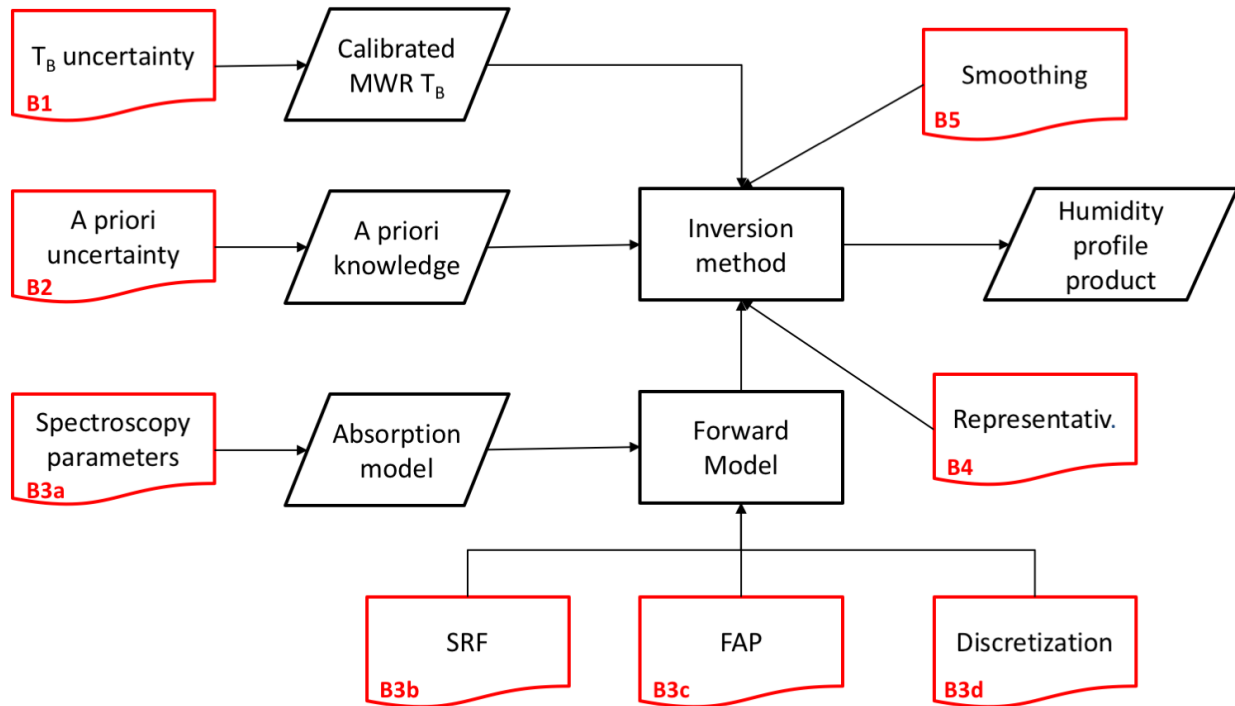 T_B uncertainty
B1
Calibrated
MWR T_B
Smoothing
B5
A priori
uncertainty
B2
A priori
knowledge
Inversion
method
Humidity
profile
product
Spectroscopy
parameters
B3a
Absorption
model
Forward
Model
Representativ.
B4
SRF
B3b
FAP
B3c
Discretization
B3d